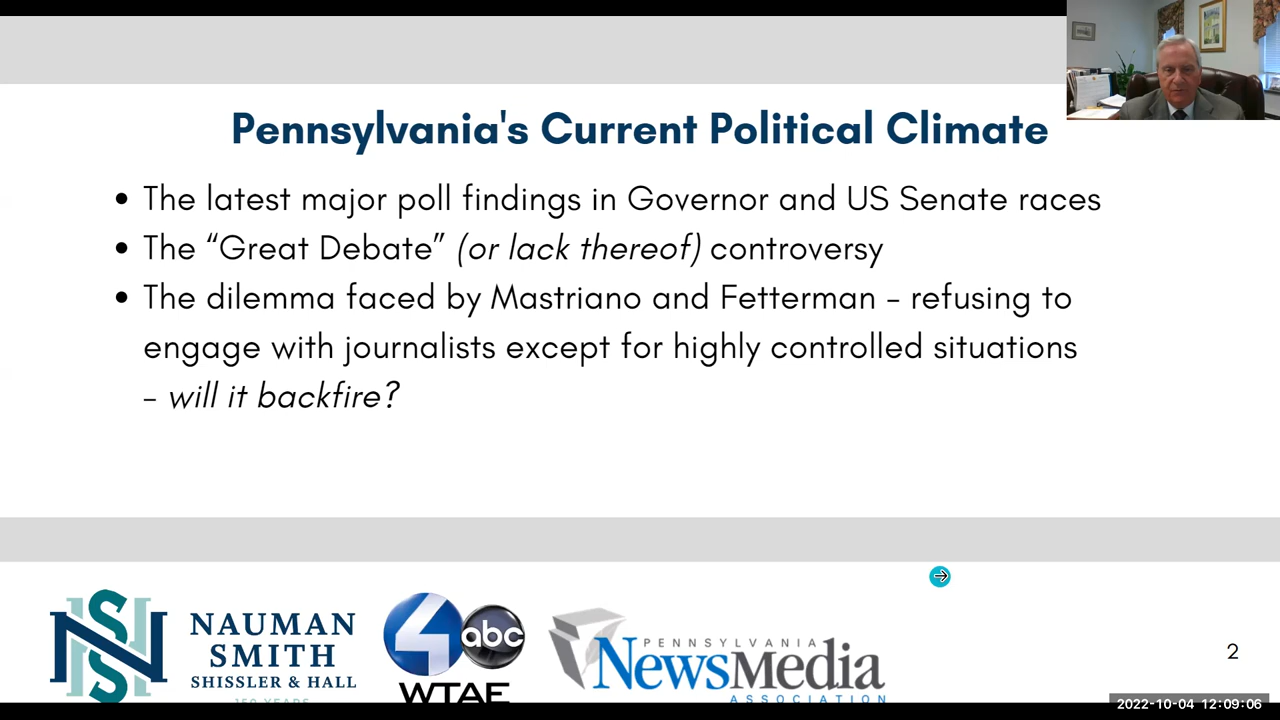 Pennsylvania's Current Political Climate
• The latest major poll findings in Governor and US Senate races
• The “Great Debate” (or lack thereof) controversy
• The dilemma faced by Mastriano and Fetterman - refusing to
engage with journalists except for highly controlled situations
- will it backfire?
NAUMAN
SMITH
SHISSLER & HALL
150 YEARS
4 abc
WTAE
PENNSYLVANIA
NewsMedia
ASSOCIATION
2
2022-10-04 12:09:06